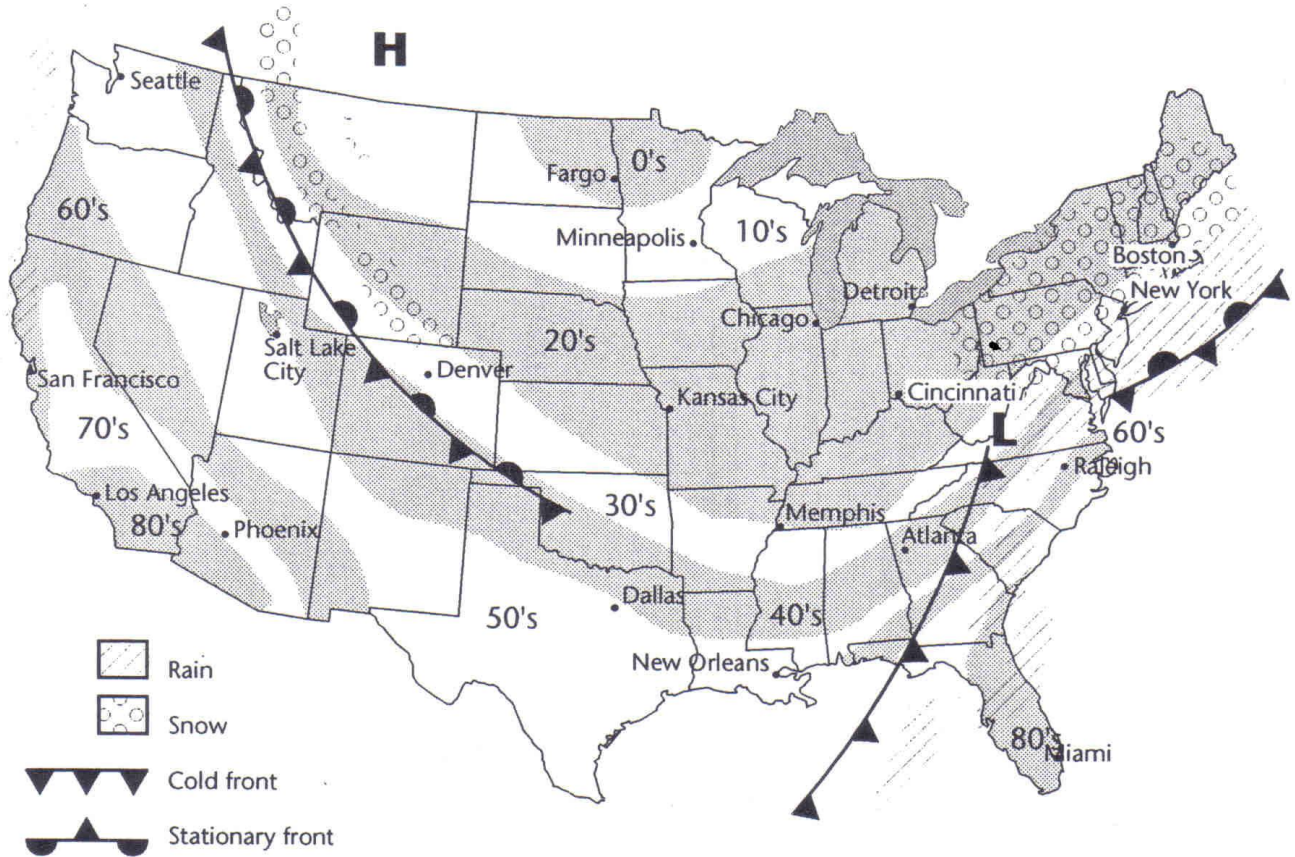 H
Seattle
0's
Fargo
60's
Minneapolis
10's
Boston
New York
Detroit
Chicago
20's
Salt Lake
City
Denver
San Francisco
Kansas City
Cincinnati
70's
L
60's
Raleigh
Los Angeles
30's
80's
Phoenix
Memphis
Atlanta
Dallas
50's
40's
New Orleans
Rain
Snow
80's
Miami
Cold front
Stationary front